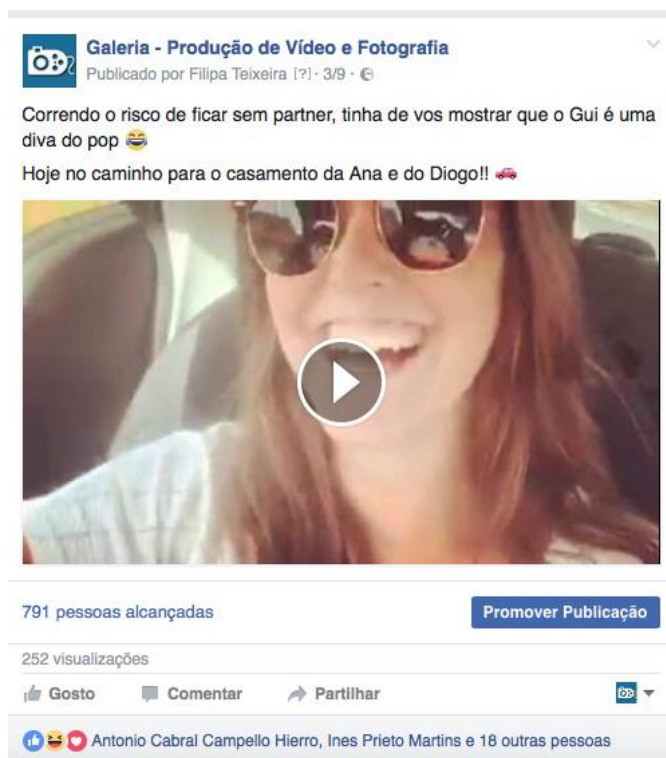 Galeria - Produção de Vídeo e Fotografia
Publicado por Filipa Teixeira [?] · 3/9 ·
Correndo o risco de ficar sem partner, tinha de vos mostrar que o Gui é uma
diva do pop 😂
Hoje no caminho para o casamento da Ana e do Diogo!! 🚗
791 pessoas alcançadas
Promover Publicação
252 visualizações
Gosto Comentar Partilhar
Antonio Cabral Campello Hierro, Ines Prieto Martins e 18 outras pessoas